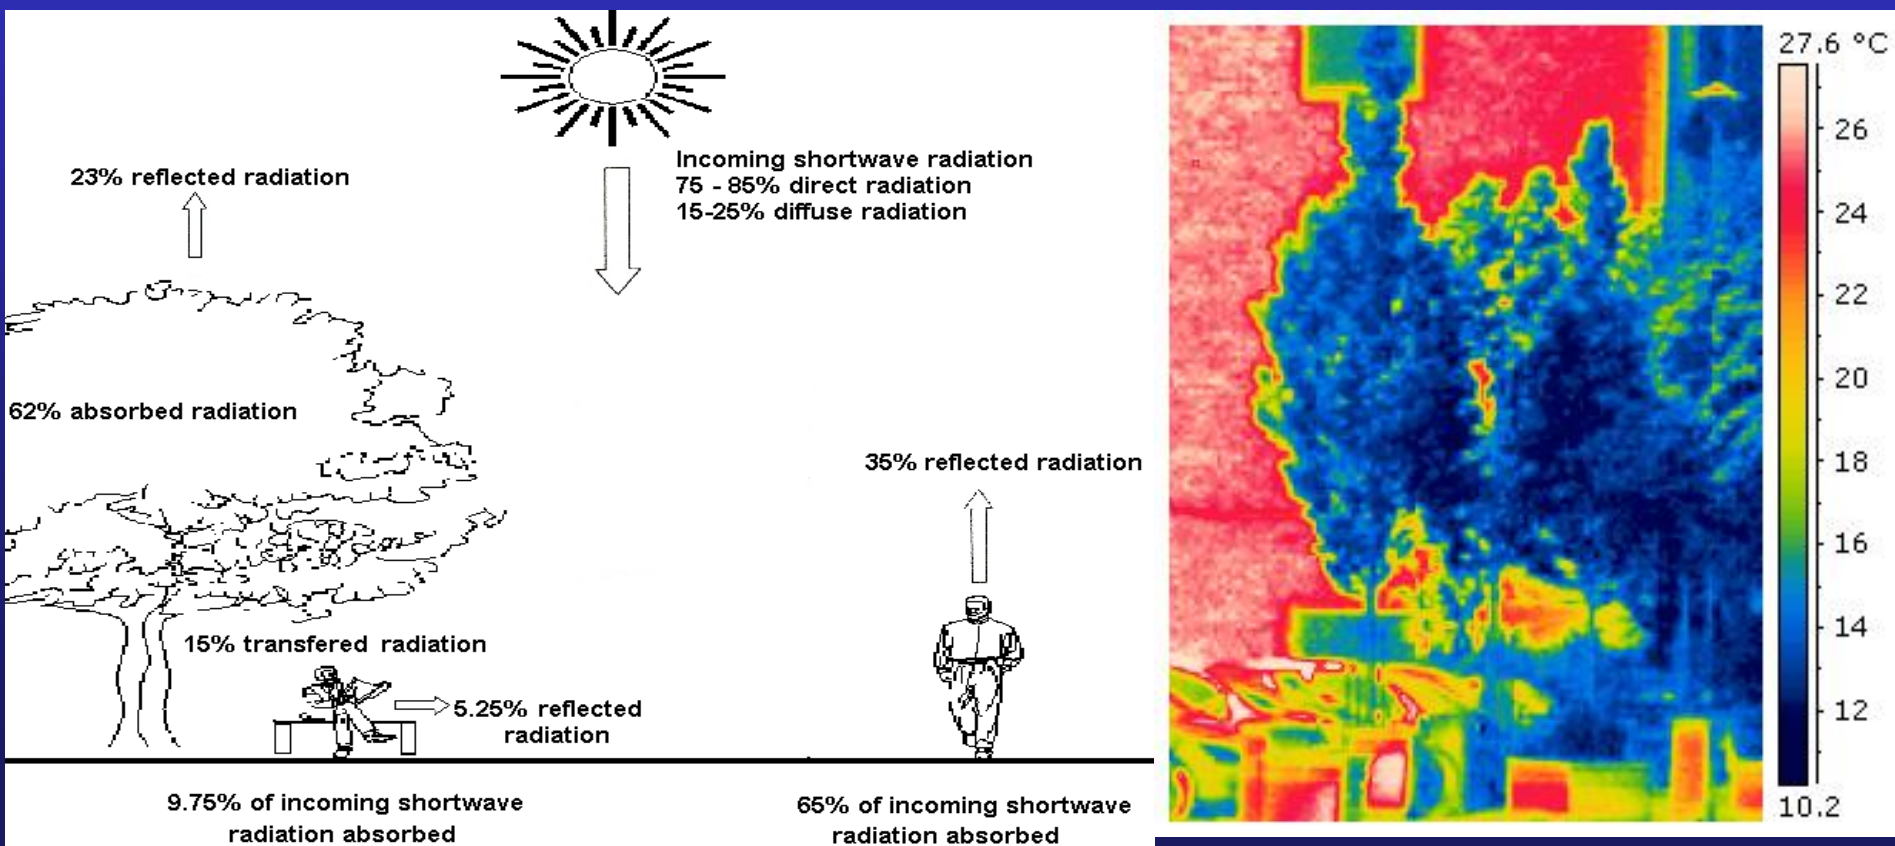 Incoming shortwave radiation
75 - 85% direct radiation
15-25% diffuse radiation
23% reflected radiation
62% absorbed radiation
35% reflected radiation
15% transfered radiation
5.25% reflected
radiation
9.75% of incoming shortwave
radiation absorbed
65% of incoming shortwave
radiation absorbed
27.6 °C
26
24
22
20
18
16
14
12
10.2